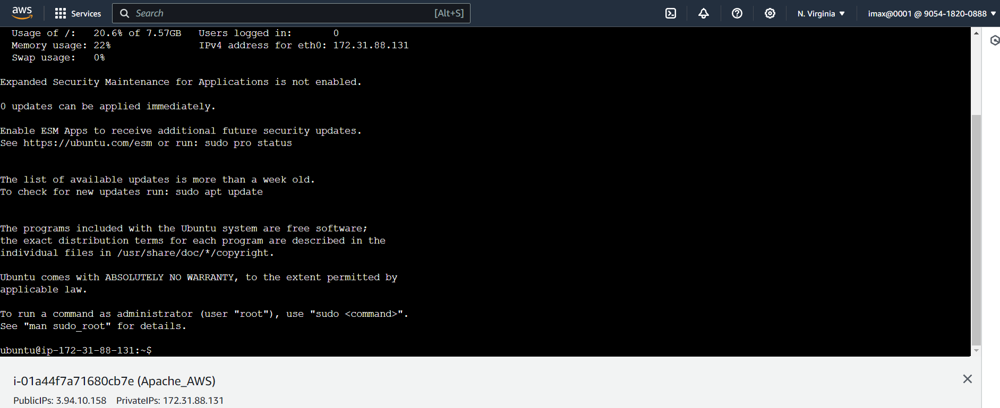 aws Services Search [Alt+S] N. Virginia imax@0001 @ 9054-1820-0888
Usage of /: 20.6% of 7.57GB Users logged in: 0
Memory usage: 22% IPv4 address for eth0: 172.31.88.131
Swap usage: 0%
Expanded Security Maintenance for Applications is not enabled.
0 updates can be applied immediately.
Enable ESM Apps to receive additional future security updates.
See https://ubuntu.com/esm or run: sudo pro status
The list of available updates is more than a week old.
To check for new updates run: sudo apt update
The programs included with the Ubuntu system are free software;
the exact distribution terms for each program are described in the
individual files in /usr/share/doc/*/copyright.
Ubuntu comes with ABSOLUTELY NO WARRANTY, to the extent permitted by
applicable law.
To run a command as administrator (user "root"), use "sudo <command>".
See "man sudo_root" for details.
ubuntu@ip-172-31-88-131:~$
i-01a44f7a71680cb7e (Apache_AWS)
PublicIPs: 3.94.10.158 PrivateIPs: 172.31.88.131